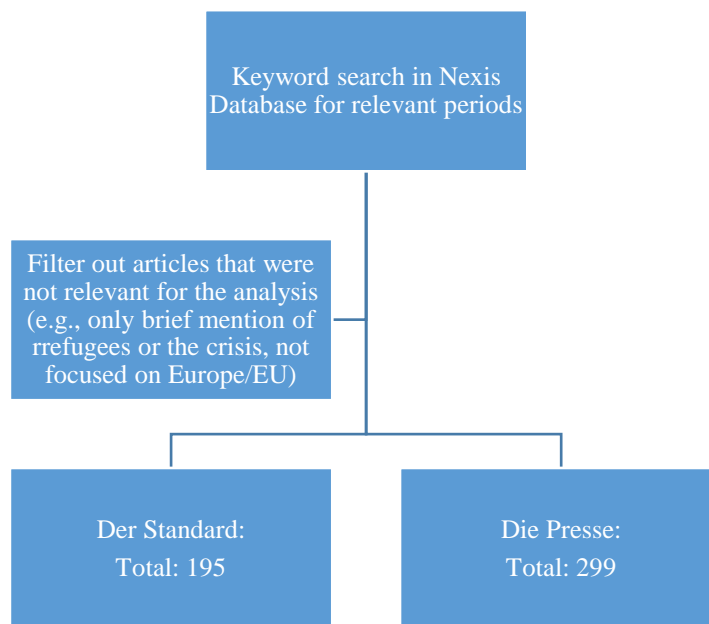 Keyword search in Nexis
Database for relevant periods
Filter out articles that were
not relevant for the analysis
(e.g., only brief mention of
rrefugees or the crisis, not
focused on Europe/EU)
Der Standard:
Total: 195
Die Presse:
Total: 299